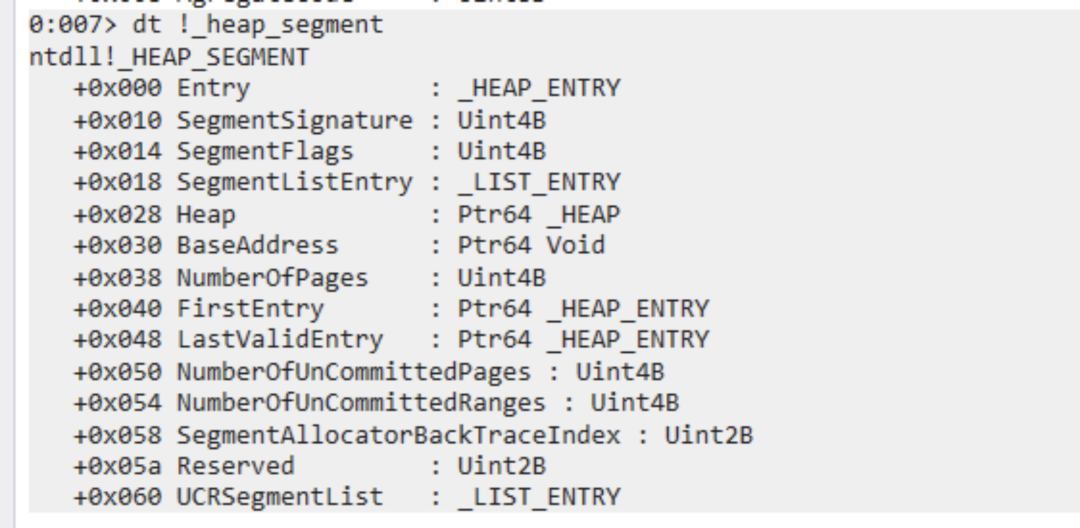 0:007> dt !_heap_segment
ntdll!_HEAP_SEGMENT
   +0x000 Entry            : _HEAP_ENTRY
   +0x010 SegmentSignature : Uint4B
   +0x014 SegmentFlags     : Uint4B
   +0x018 SegmentListEntry : _LIST_ENTRY
   +0x028 Heap             : Ptr64 _HEAP
   +0x030 BaseAddress      : Ptr64 Void
   +0x038 NumberOfPages    : Uint4B
   +0x040 FirstEntry       : Ptr64 _HEAP_ENTRY
   +0x048 LastValidEntry   : Ptr64 _HEAP_ENTRY
   +0x050 NumberOfUnCommittedPages : Uint4B
   +0x054 NumberOfUnCommittedRanges : Uint4B
   +0x058 SegmentAllocatorBackTraceIndex : Uint2B
   +0x05a Reserved         : Uint2B
   +0x060 UCRSegmentList   : _LIST_ENTRY